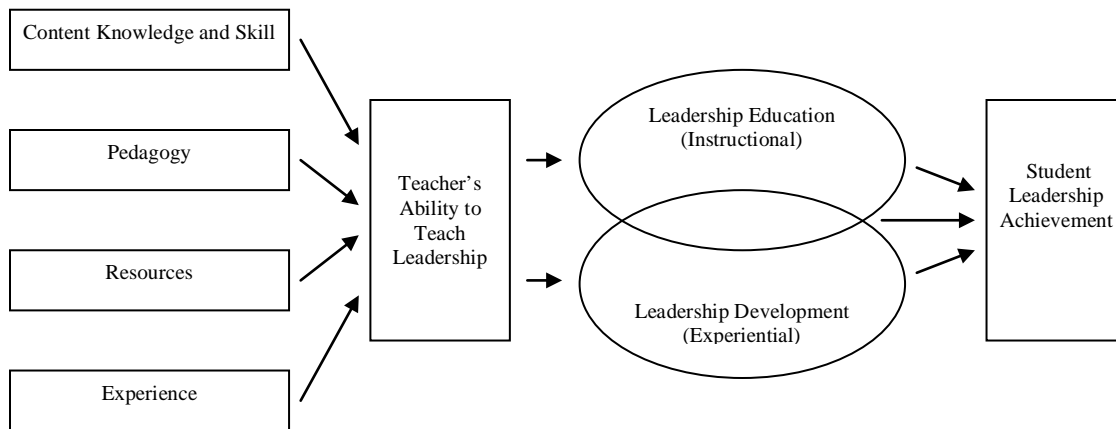 Content Knowledge and Skill
Pedagogy
Resources
Experience
Teacher’s
Ability to
Teach
Leadership
Leadership Education
(Instructional)
Leadership Development
(Experiential)
Student
Leadership
Achievement